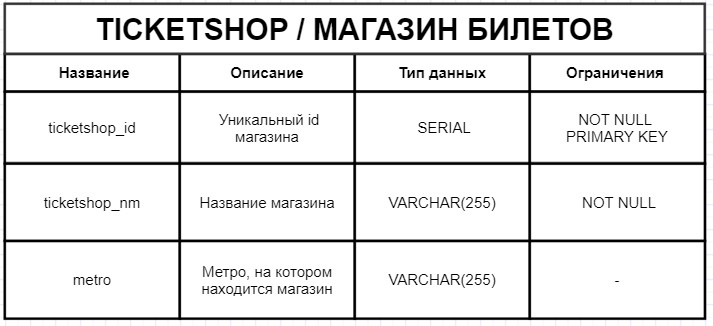 TICKETSHOP / МАГАЗИН БИЛЕТОВ
Название Описание Тип данных Ограничения
ticketshop_id Уникальный id магазина SERIAL NOT NULL PRIMARY KEY
ticketshop_nm Название магазина VARCHAR(255) NOT NULL
metro Метро, на котором находится магазин VARCHAR(255) -